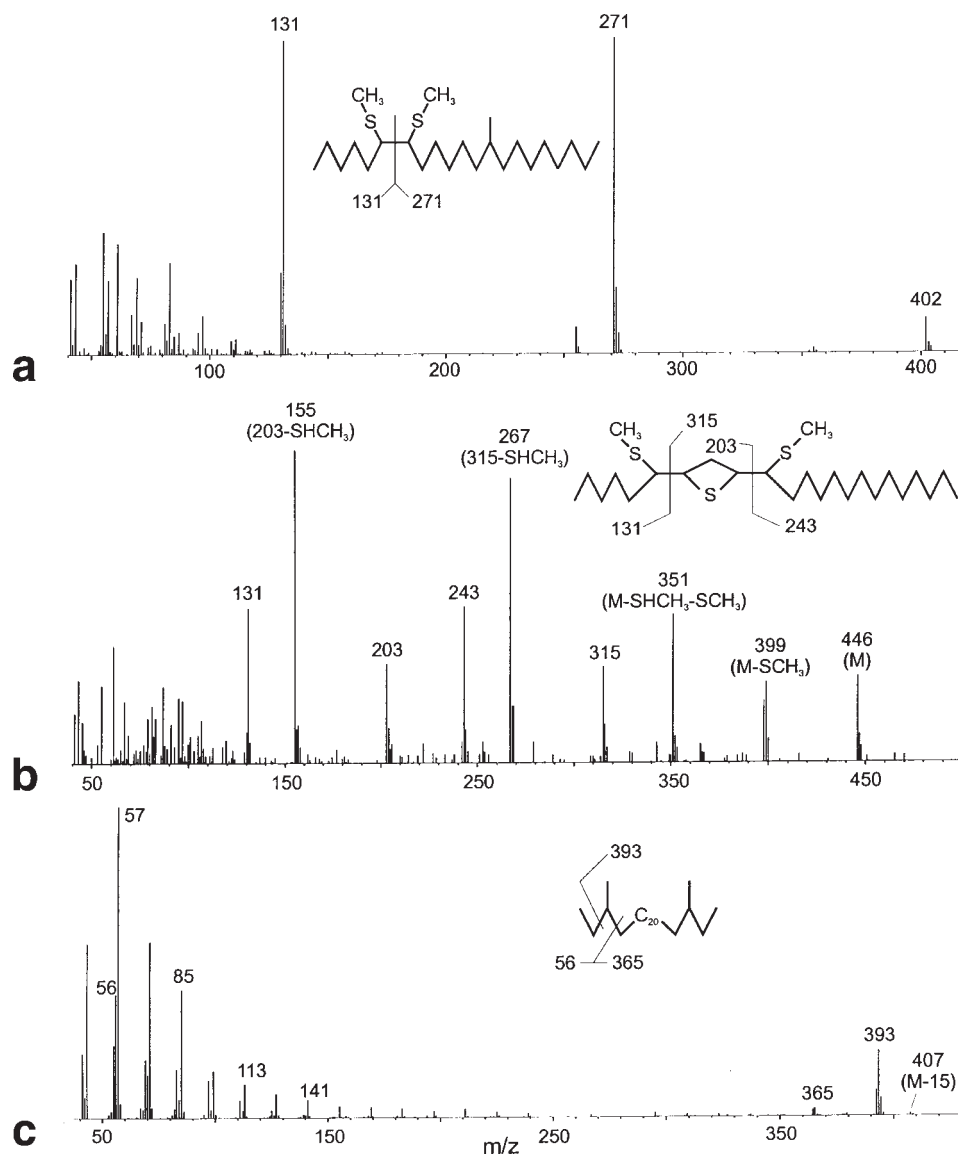 131
271
CH₃
CH₃
S
S
131
271
402
a
100
200
300
400
155
(203-SHCH₃)
267
(315-SHCH₃)
CH₃
315
203
CH₃
S
S
S
131
243
351
(M-SHCH₃-SCH₃)
131
243
203
315
399
(M-SCH₃)
446
(M)
b
50
150
250
350
450
57
393
C₂₀
56
365
56
85
113
141
393
365
407
(M-15)
c
50
150
250
350
m/z